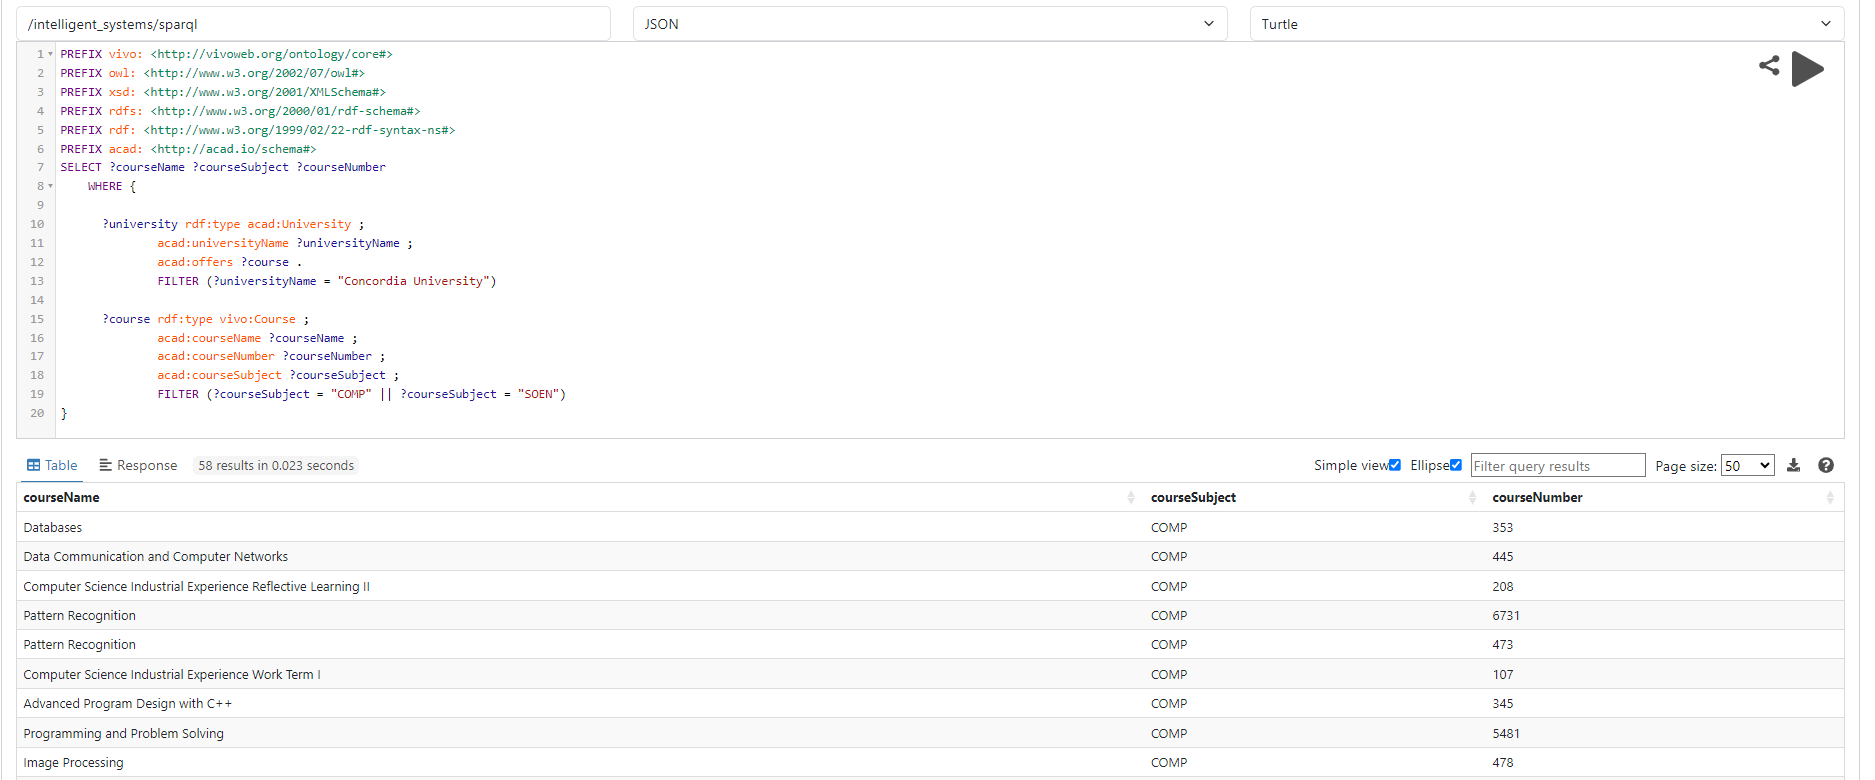 /intelligent_systems/sparql JSON Turtle
1 PREFIX vivo: <http://vivoweb.org/ontology/core#>
2 PREFIX owl: <http://www.w3.org/2002/07/owl#>
3 PREFIX xsd: <http://www.w3.org/2001/XMLSchema#>
4 PREFIX rdfs: <http://www.w3.org/2000/01/rdf-schema#>
5 PREFIX rdf: <http://www.w3.org/1999/02/22-rdf-syntax-ns#>
6 PREFIX acad: <http://acad.io/schema#>
7 SELECT ?courseName ?courseSubject ?courseNumber
8 WHERE {
9
10 ?university rdf:type acad:University ;
11 acad:universityName ?universityName ;
12 acad:offers ?course .
13 FILTER (?universityName = "Concordia University")
14
15 ?course rdf:type vivo:Course ;
16 acad:courseName ?courseName ;
17 acad:courseNumber ?courseNumber ;
18 acad:courseSubject ?courseSubject ;
19 FILTER (?courseSubject = "COMP" || ?courseSubject = "SOEN")
20 }
Table Response 58 results in 0.023 seconds Simple view Ellipse Filter query results Page size: 50
courseName courseSubject courseNumber
Databases COMP 353
Data Communication and Computer Networks COMP 445
Computer Science Industrial Experience Reflective Learning II COMP 208
Pattern Recognition COMP 6731
Pattern Recognition COMP 473
Computer Science Industrial Experience Work Term I COMP 107
Advanced Program Design with C++ COMP 345
Programming and Problem Solving COMP 5481
Image Processing COMP 478